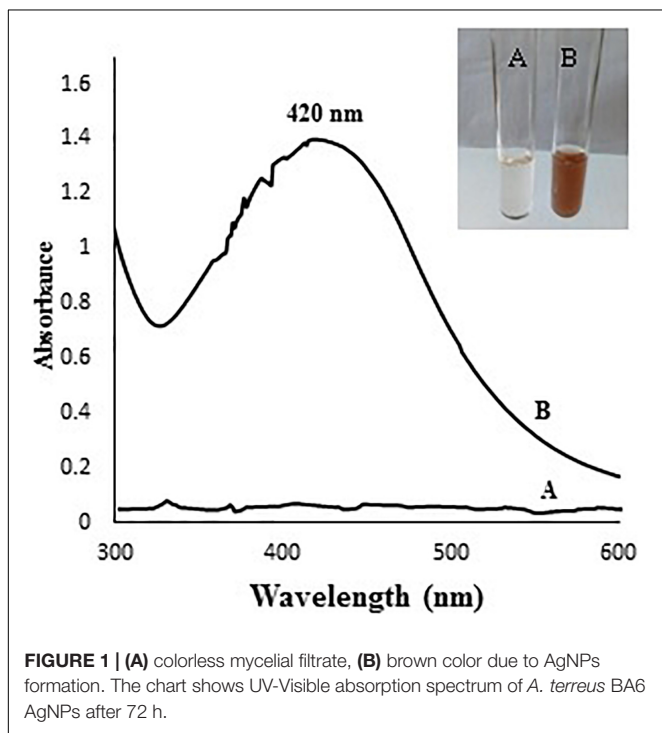 A B
1.6
420 nm
1.4
1.2
1
0.8
0.6
0.4
0.2
0
Absorbance
B
A
300 400 500 600
Wavelength (nm)
FIGURE 1 | (A) colorless mycelial filtrate, (B) brown color due to AgNPs
formation. The chart shows UV-Visible absorption spectrum of A. terreus BA6
AgNPs after 72 h.